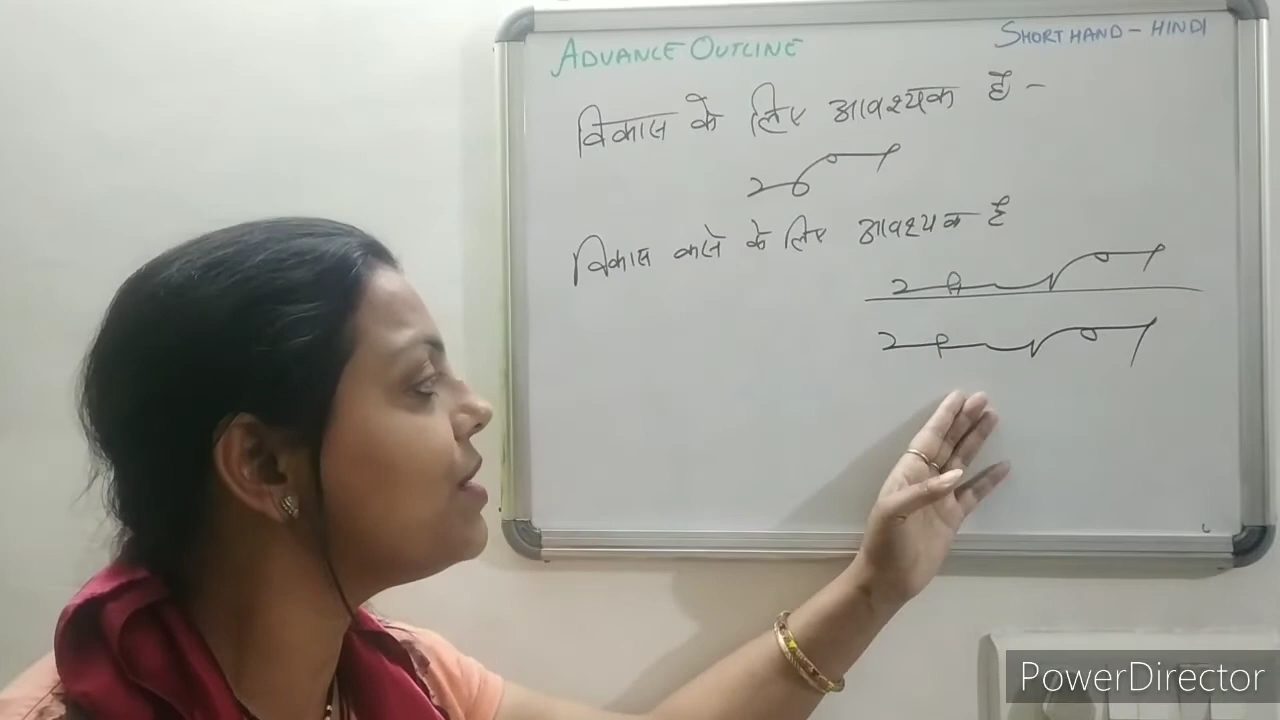 ADVANCE OUTLINE
SHORTHAND - HINDI
विकास के लिए आवश्यक है -
विकास करने के लिए आवश्यक है
PowerDirector